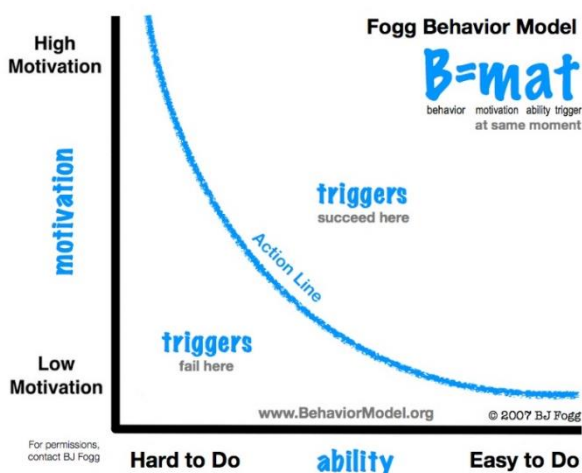 Fogg Behavior Model
B=mat
behavior motivation ability trigger
at same moment
High
Motivation
motivation
triggers
succeed here
Action Line
triggers
fail here
Low
Motivation
www.BehaviorModel.org
© 2007 BJ Fogg
For permissions,
contact BJ Fogg
Hard to Do
ability
Easy to Do